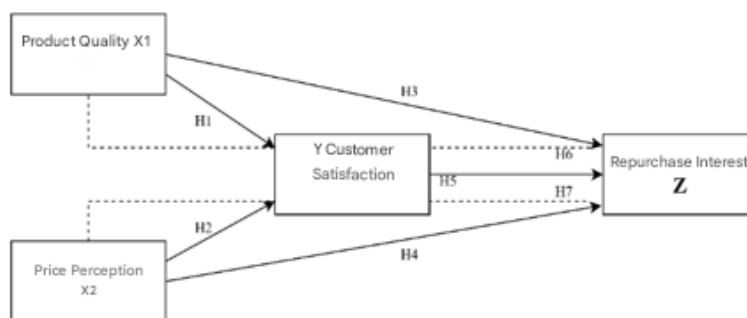 Product Quality X1
H3
H1
Y Customer
Satisfaction
H6
Repurchase Interest
H5
Z
H7
H2
H4
Price Perception
X2